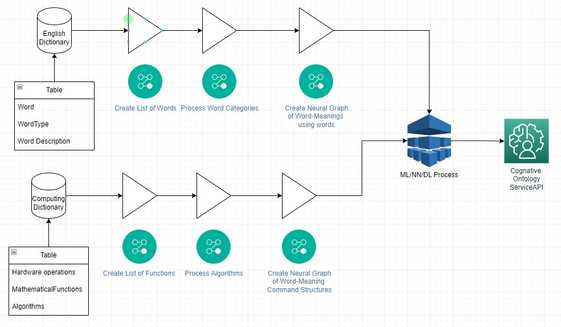 English
Dictionary
Table
Word
WordType
Word Description
Create List of Words
Process Word Categories
Create Neural Graph
of Word-Meanings
using words
ML/NN/DL Process
Cognative
Ontology
ServiceAPI
Computing
Dictionary
Table
Hardware operations
MathematicalFunctions
Algorithms
Create List of Functions
Process Algorithms
Create Neural Graph
of Word-Meaning
Command Structures